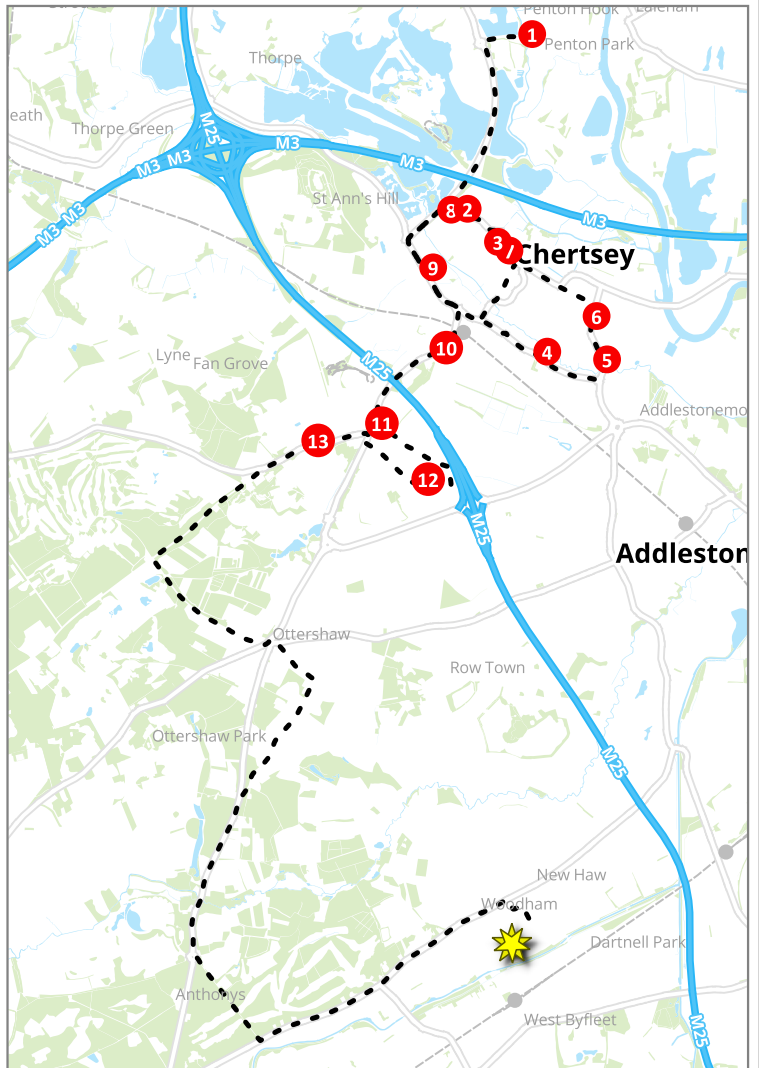 Penton Hook
Laleham
1
Penton Park
Thorpe
eath
Thorpe Green
M25
M3
M3
M3
M3
M3
M3
M3
St Ann's Hill
8
2
3
7
Chertsey
9
6
10
4
5
Lyne
Fan Grove
M25
Addlestonemo
11
13
12
M25
Addleston
Ottershaw
Row Town
Ottershaw Park
M25
New Haw
Woodham
Dartnell Park
Anthonys
West Byfleet
M25